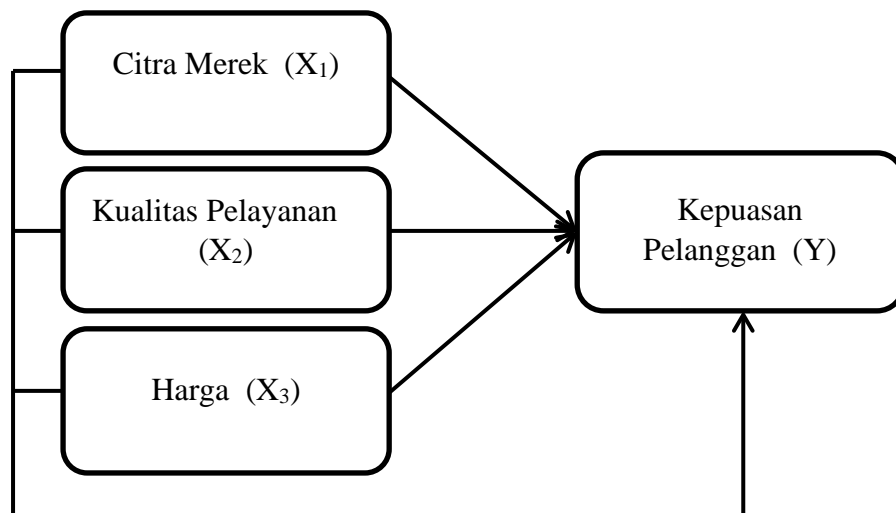 Citra Merek (X₁)
Kualitas Pelayanan
(X₂)
Harga (X₃)
Kepuasan
Pelanggan (Y)